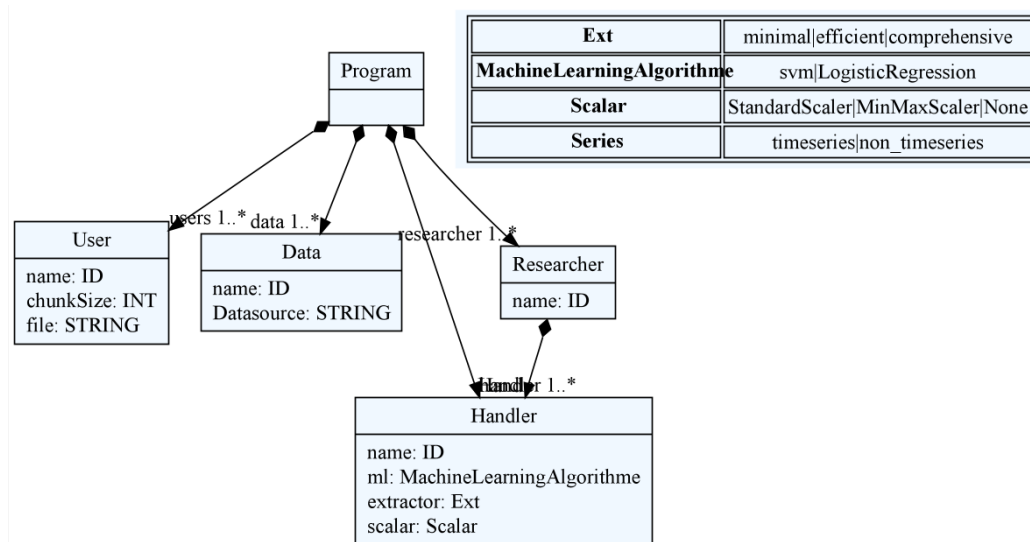 Program
Ext
minimal|efficient|comprehensive
MachineLearningAlgorithme
svm|LogisticRegression
Scalar
StandardScaler|MinMaxScaler|None
Series
timeseries|non_timeseries
users 1..*
data 1..*
researcher 1..*
User
name: ID
chunkSize: INT
file: STRING
Data
name: ID
Datasource: STRING
Researcher
name: ID
1..*
Handler
name: ID
ml: MachineLearningAlgorithme
extractor: Ext
scalar: Scalar